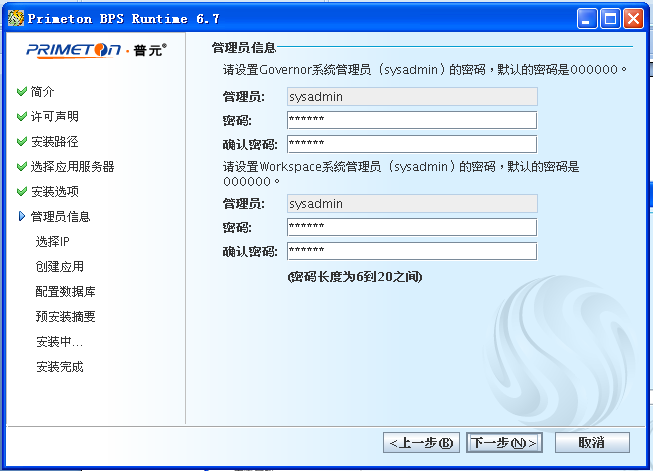 Primeton BPS Runtime 6.7
PRIMETON·普元®
简介
许可声明
安装路径
选择应用服务器
安装选项
管理员信息
选择IP
创建应用
配置数据库
预安装摘要
安装中...
安装完成
管理员信息
请设置Governor系统管理员（sysadmin）的密码，默认的密码是000000。
管理员: sysadmin
密码: ******
确认密码: ******
请设置Workspace系统管理员（sysadmin）的密码，默认的密码是
000000。
管理员: sysadmin
密码: ******
确认密码: ******
(密码长度为6到20之间)
<上一步(B) 下一步(N)> 取消